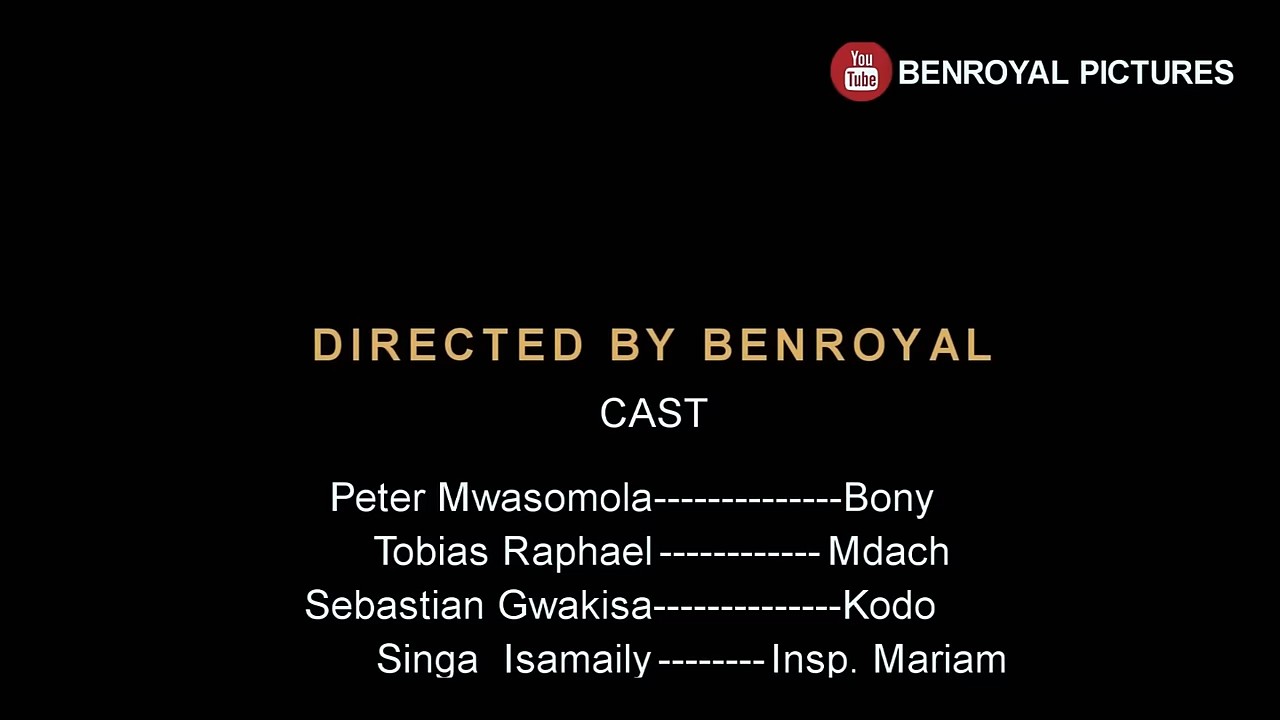 You
Tube
BENROYAL PICTURES
DIRECTED BY BENROYAL
CAST
Peter Mwasomola--------------Bony
Tobias Raphael ------------ Mdach
Sebastian Gwakisa--------------Kodo
Singa  Isamaily -------- Insp. Mariam